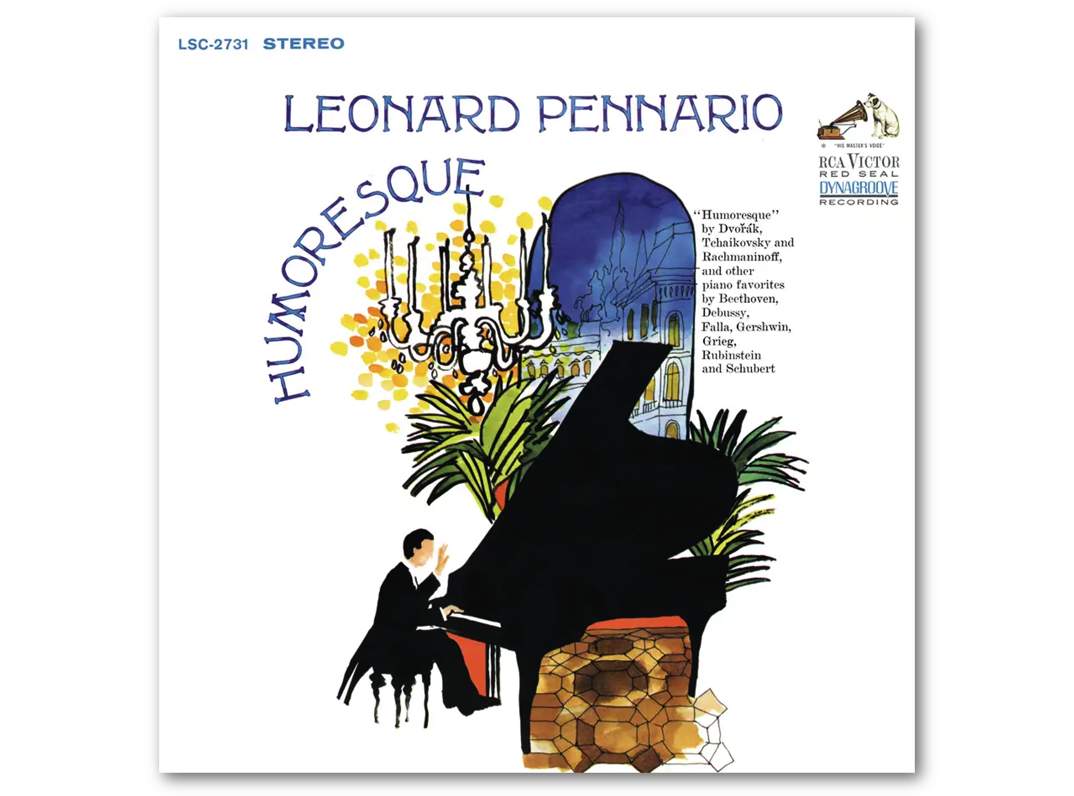 LSC-2731 STEREO
LEONARD PENNARIO
HUMORESQUE
"HIS MASTER'S VOICE"
RCA VICTOR
RED SEAL
DYNAGROOVE
RECORDING
"Humoresque"
by Dvořák,
Tchaikovsky and
Rachmaninoff,
and other
piano favorites
by Beethoven,
Debussy,
Falla, Gershwin,
Grieg,
Rubinstein
and Schubert